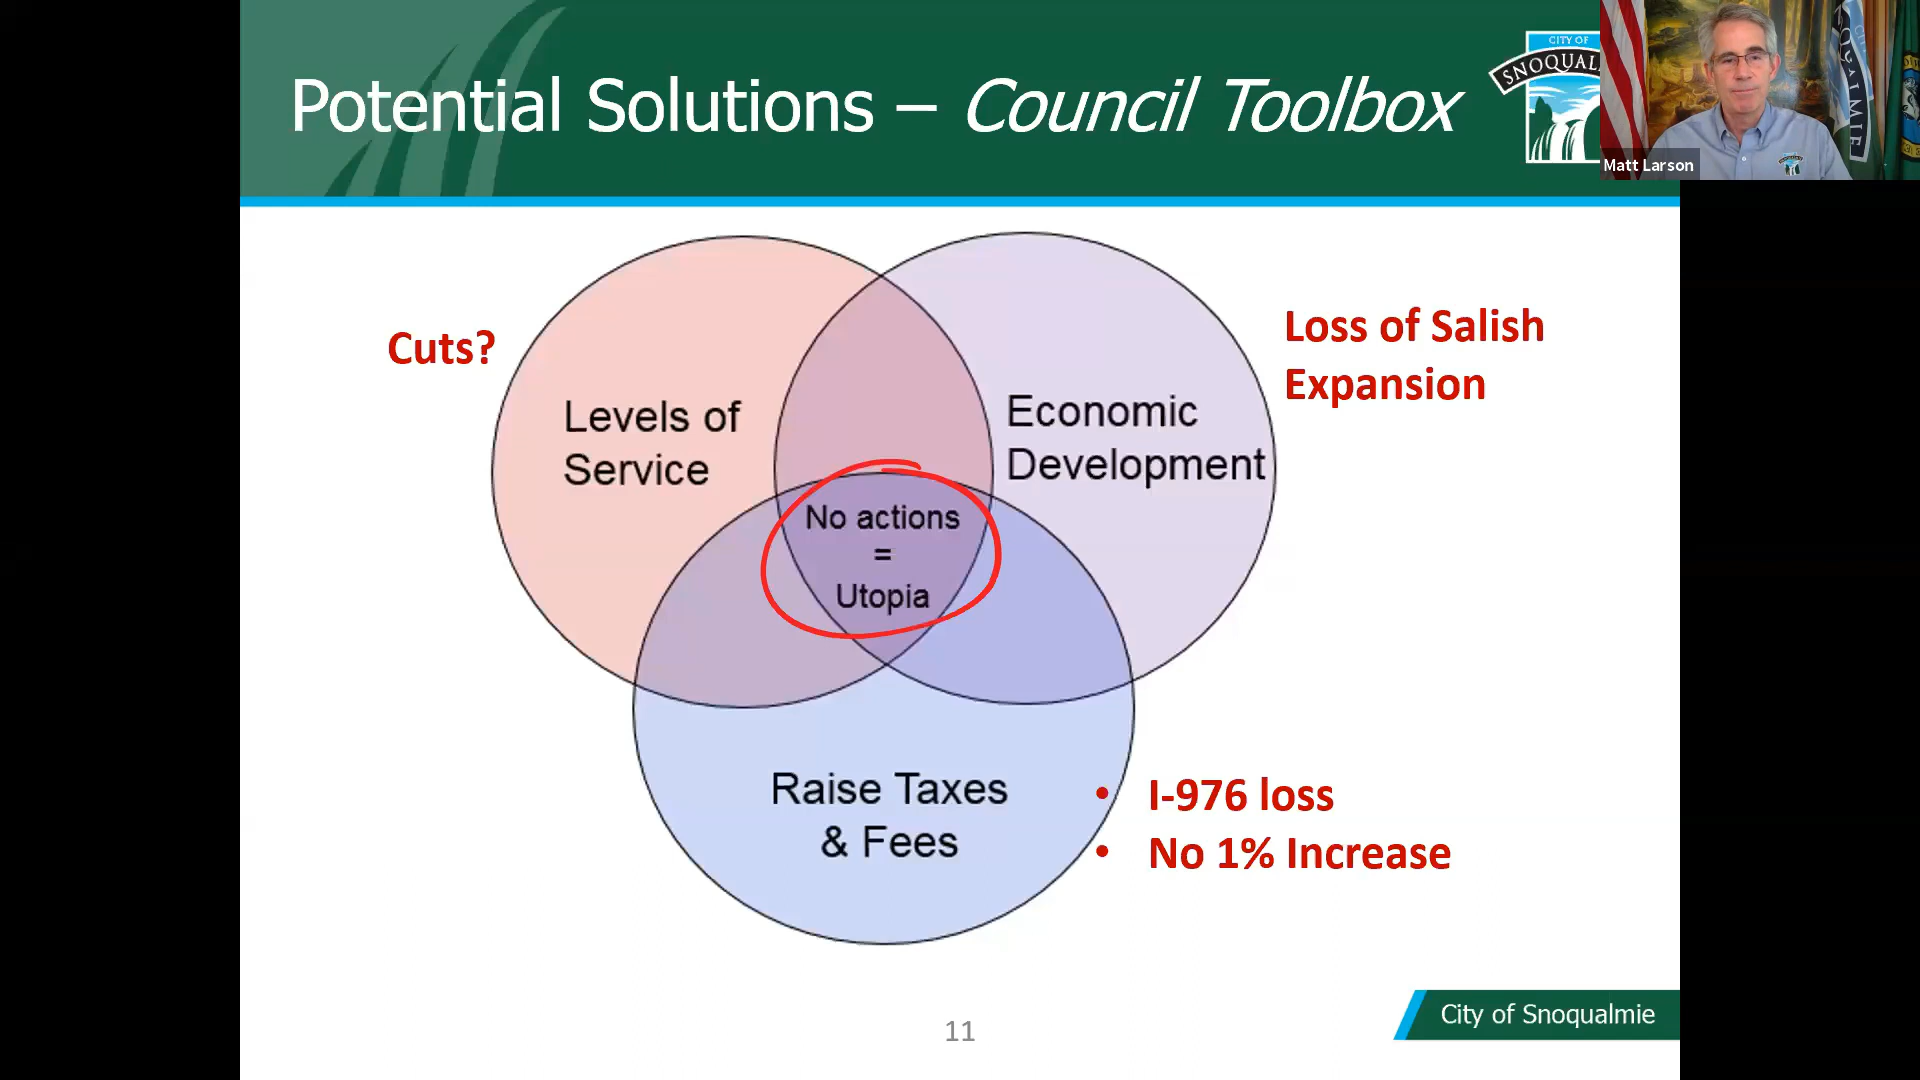 Potential Solutions – Council Toolbox
CITY OF
Matt Larson
Cuts?
Loss of Salish
Expansion
Levels of
Service
Economic
Development
No actions
=
Utopia
Raise Taxes
& Fees
• I-976 loss
• No 1% Increase
City of Snoqualmie
11